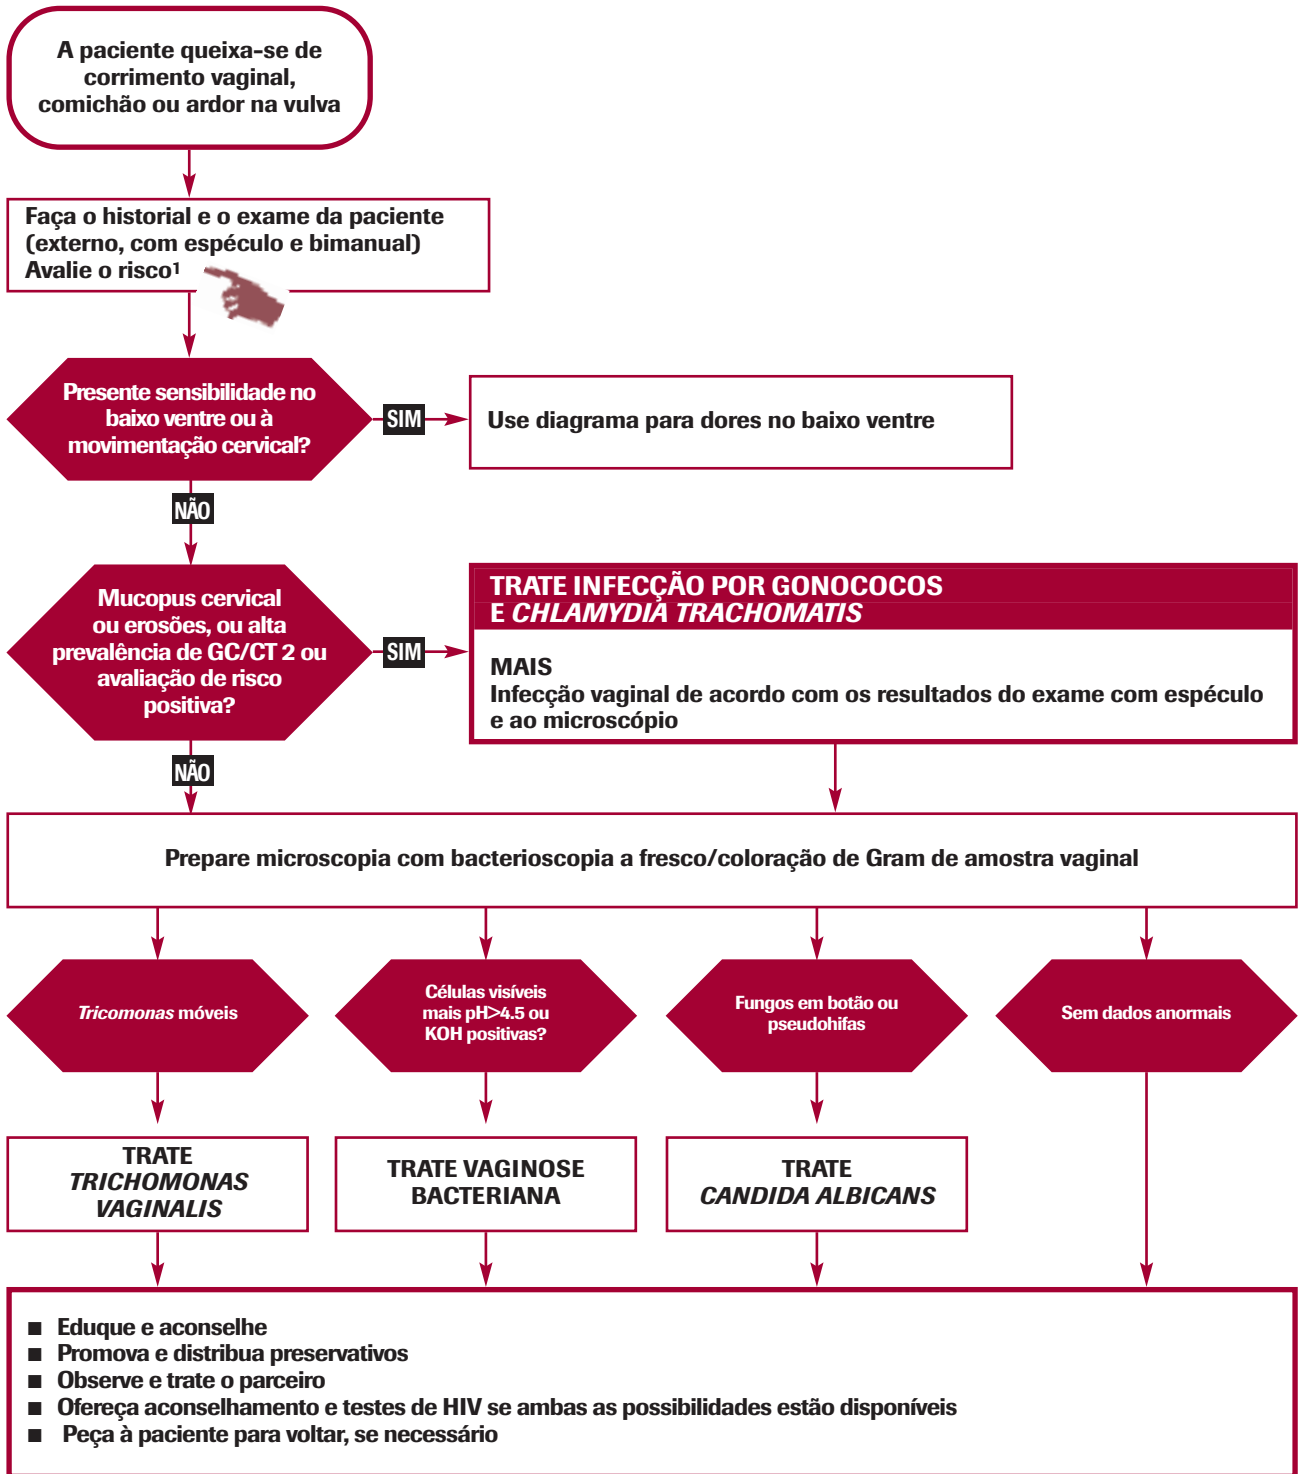 A paciente queixa-se de
corrimento vaginal,
comichão ou ardor na vulva
Faça o historial e o exame da paciente
(externo, com espéculo e bimanual)
Avalie o risco¹
Presente sensibilidade no
baixo ventre ou à
movimentação cervical?
SIM
Use diagrama para dores no baixo ventre
NÃO
Mucopus cervical
ou erosões, ou alta
prevalência de GC/CT 2 ou
avaliação de risco
positiva?
SIM
TRATE INFECÇÃO POR GONOCOCOS
E CHLAMYDIA TRACHOMATIS
MAIS
Infecção vaginal de acordo com os resultados do exame com espéculo
e ao microscópio
NÃO
Prepare microscopia com bacterioscopia a fresco/coloração de Gram de amostra vaginal
Tricomonas móveis
Células visíveis
mais pH>4.5 ou
KOH positivas?
Fungos em botão ou
pseudohifas
Sem dados anormais
TRATE
TRICHOMONAS
VAGINALIS
TRATE VAGINOSE
BACTERIANA
TRATE
CANDIDA ALBICANS
■ Eduque e aconselhe
■ Promova e distribua preservativos
■ Observe e trate o parceiro
■ Ofereça aconselhamento e testes de HIV se ambas as possibilidades estão disponíveis
■ Peça à paciente para voltar, se necessário